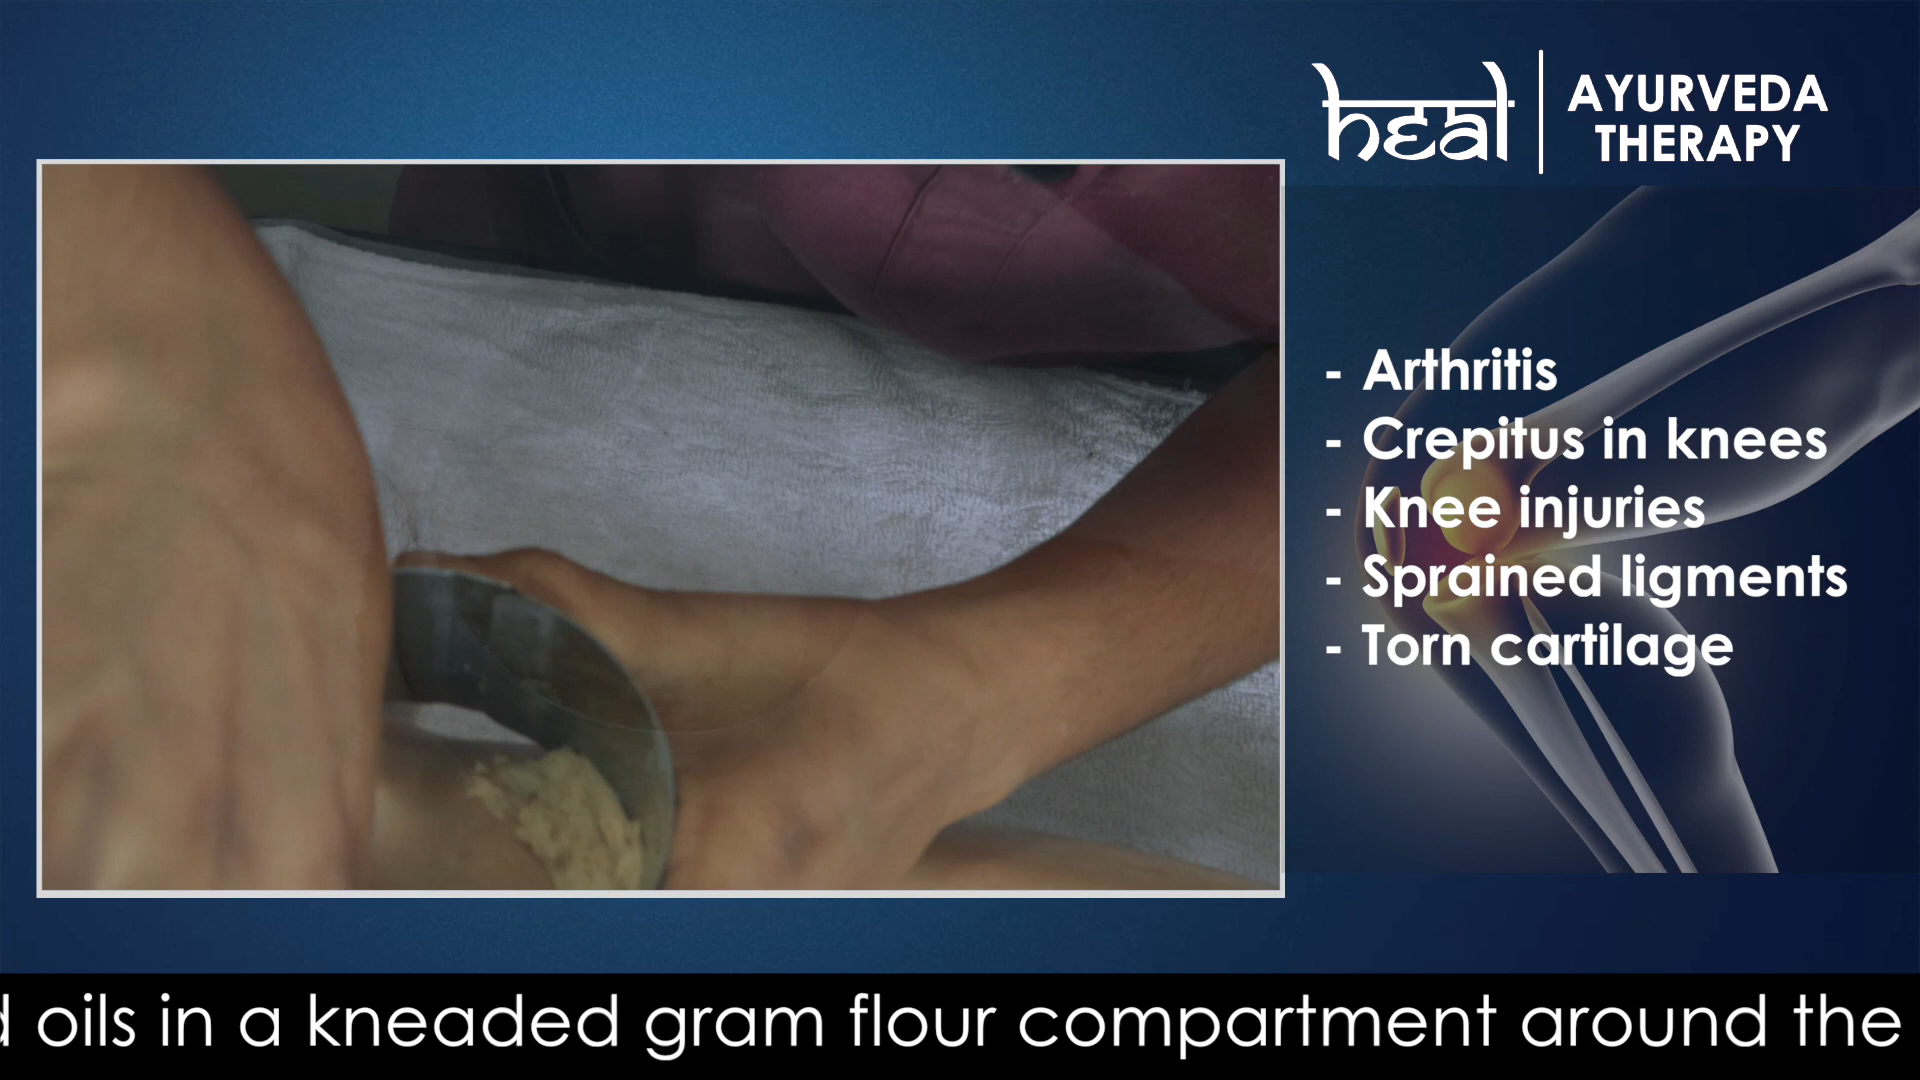 heal
AYURVEDA
THERAPY
- Arthritis
- Crepitus in knees
- Knee injuries
- Sprained ligments
- Torn cartilage
oils in a kneaded gram flour compartment around the